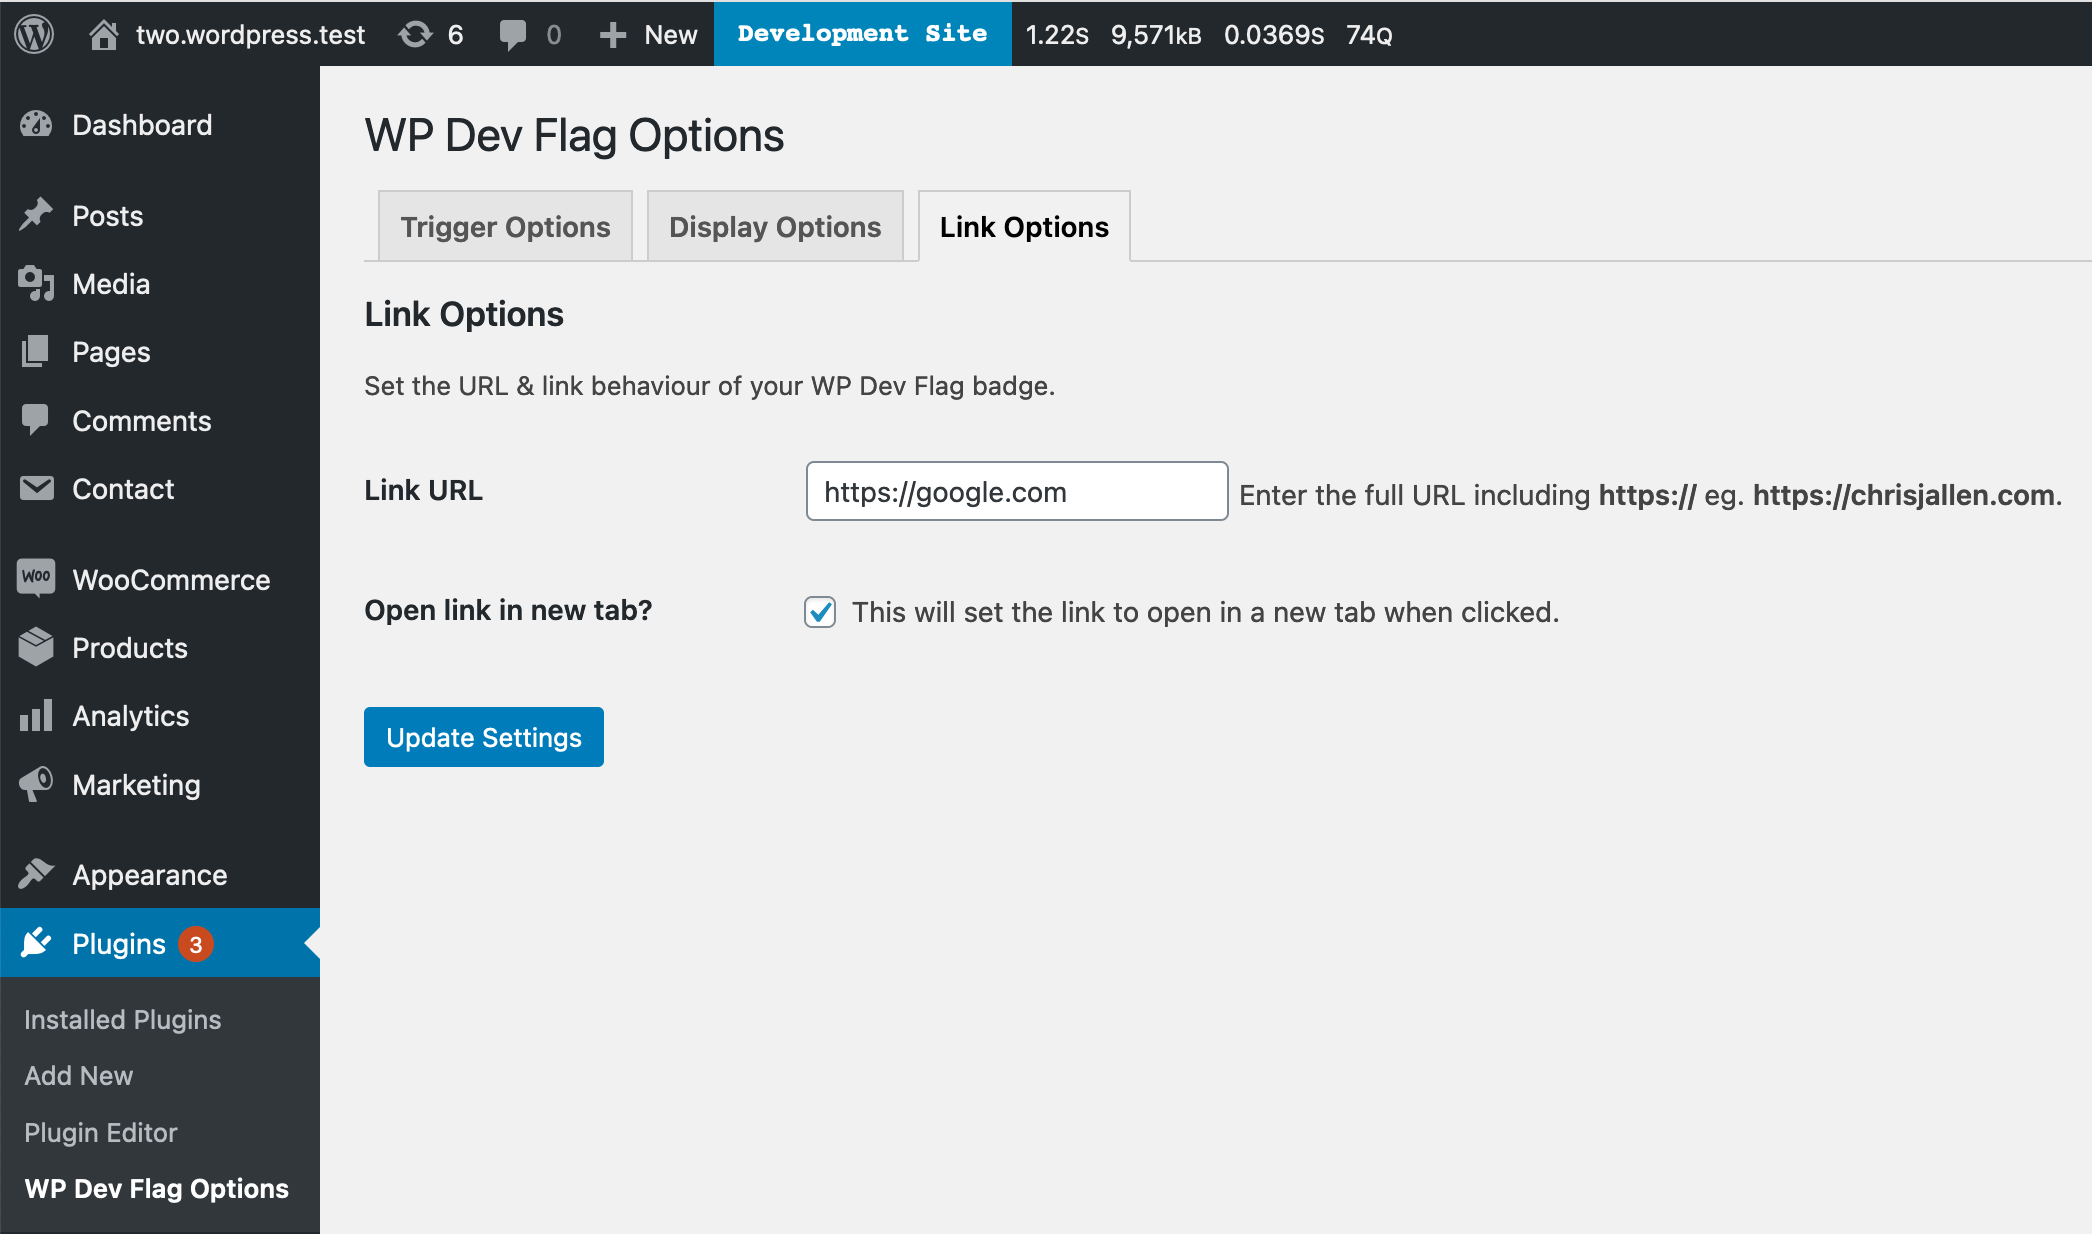 two.wordpress.test 6 0 New Development Site 1.22S 9,571KB 0.0369S 74Q
Dashboard
Posts
Media
Pages
Comments
Contact
WOO WooCommerce
Products
Analytics
Marketing
Appearance
Plugins 3
Installed Plugins
Add New
Plugin Editor
WP Dev Flag Options
WP Dev Flag Options
Trigger Options Display Options Link Options
Link Options
Set the URL & link behaviour of your WP Dev Flag badge.
Link URL https://google.com Enter the full URL including https:// eg. https://chrisjallen.com.
Open link in new tab? This will set the link to open in a new tab when clicked.
Update Settings